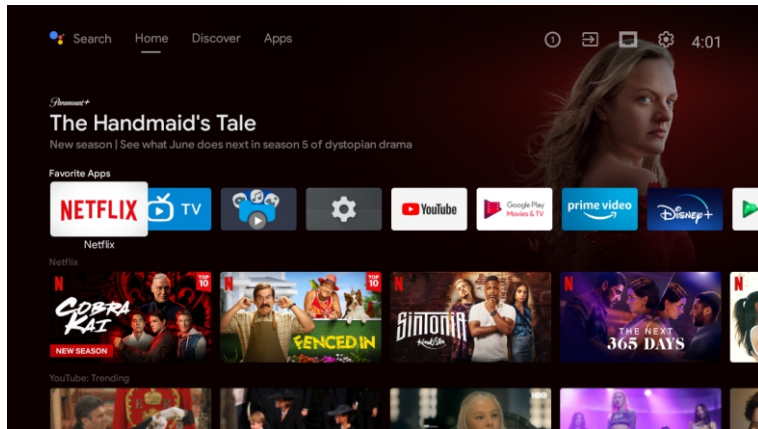 Search Home Discover Apps 1 4:01
Paramount+
The Handmaid's Tale
New season | See what June does next in season 5 of dystopian drama
Favorite Apps
NETFLIX TV YouTube Google Play Movies & TV prime video Disney+
Netflix
Netflix
N TOP 10 N TOP 10 N N N
COBRA KAI FENCED IN SINTONIA THE NEXT 365 DAYS
NEW SEASON
YouTube: Trending
HBO